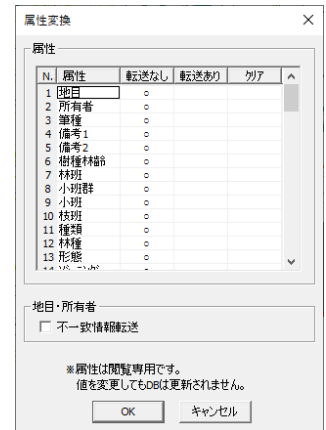 属性変換
属性
N. 属性 転送なし 転送あり クリア
1 地目 ○
2 所有者 ○
3 筆種 ○
4 備考1 ○
5 備考2 ○
6 樹種林齢 ○
7 林班 ○
8 小班群 ○
9 小班 ○
10 枝班 ○
11 種類 ○
12 林種 ○
13 形態 ○
地目・所有者
不一致情報転送
※属性は閲覧専用です。
値を変更してもDBは更新されません。
OK キャンセル